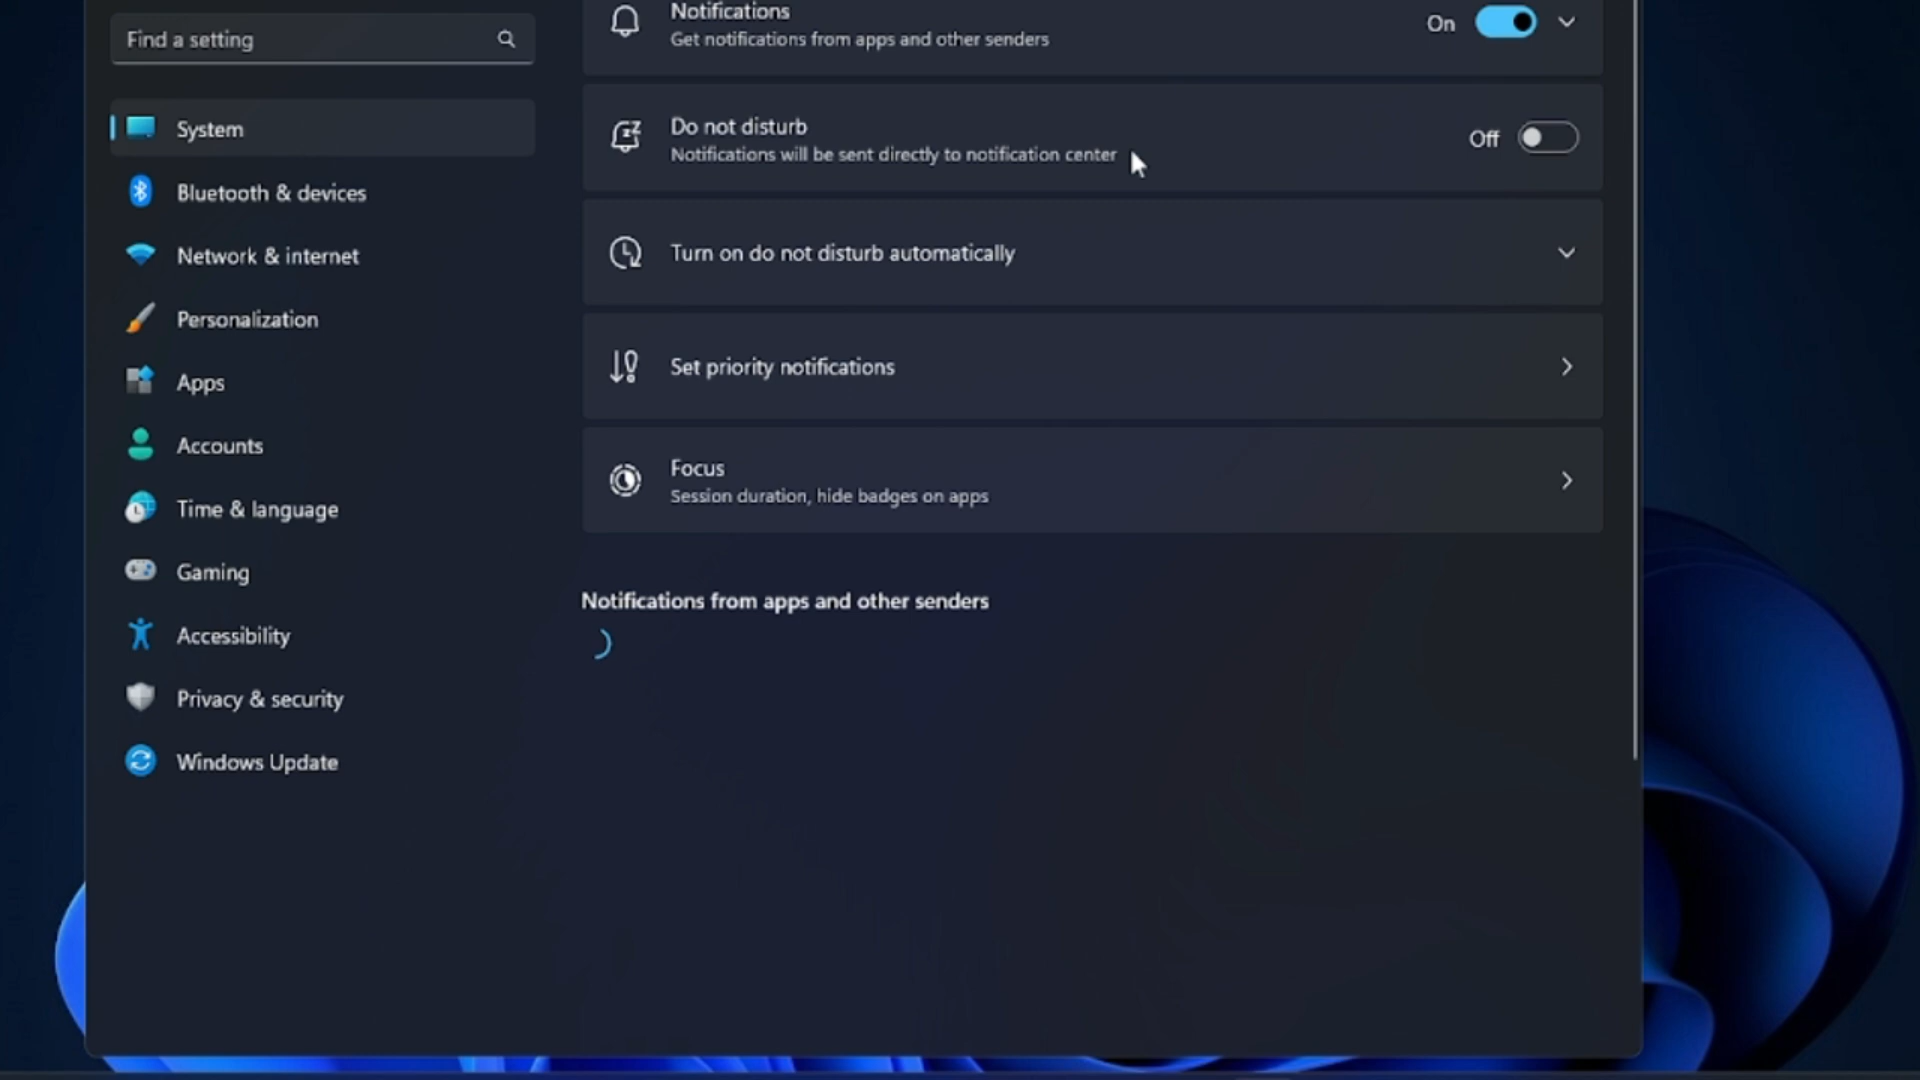 Find a setting
System
Bluetooth & devices
Network & internet
Personalization
Apps
Accounts
Time & language
Gaming
Accessibility
Privacy & security
Windows Update
Notifications
Get notifications from apps and other senders
On
Do not disturb
Notifications will be sent directly to notification center
Off
Turn on do not disturb automatically
Set priority notifications
Focus
Session duration, hide badges on apps
Notifications from apps and other senders